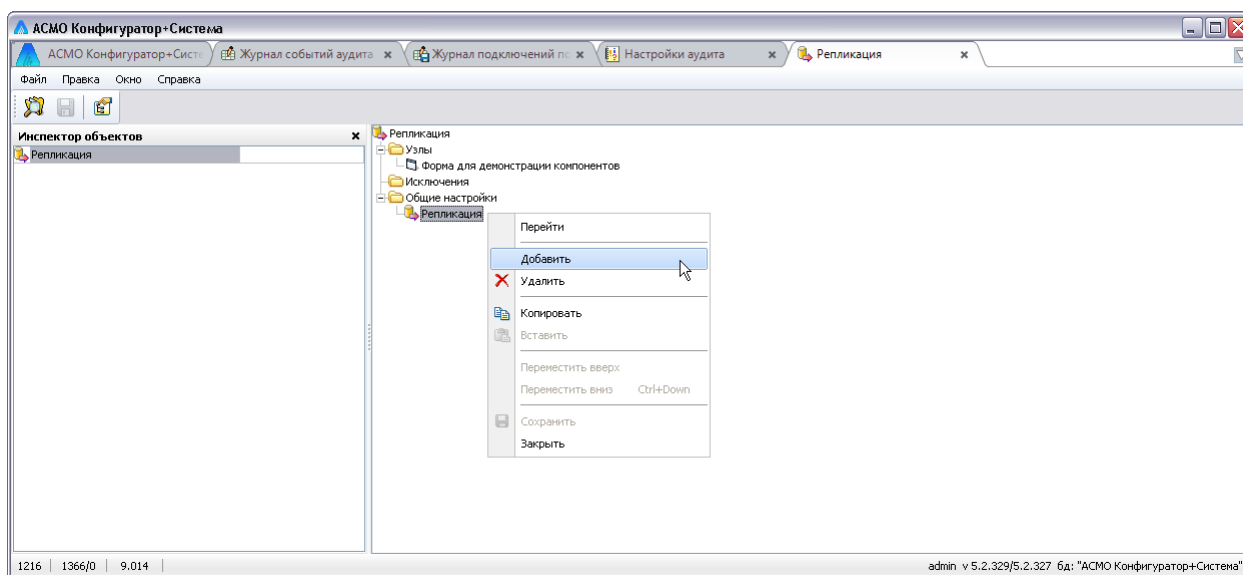 АСМО Конфигуратор+Система
АСМО Конфигуратор+Систе Журнал событий аудита Журнал подключений по Настройки аудита Репликация
Файл Правка Окно Справка
Инспектор объектов
Репликация
Репликация
Узлы
Форма для демонстрации компонентов
Исключения
Общие настройки
Репликация
Перейти
Добавить
Удалить
Копировать
Вставить
Переместить вверх
Переместить вниз Ctrl+Down
Сохранить
Закрыть
1216 1366/0 9.014 admin v 5.2.329/5.2.327 бд: "АСМО Конфигуратор+Система"